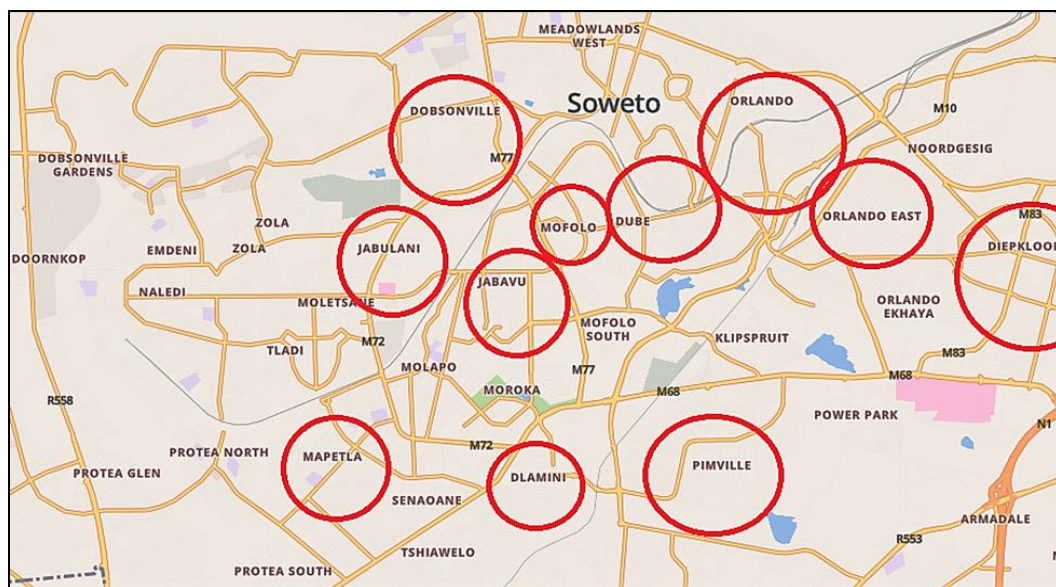 MEADOWLANDS
WEST
Soweto
DOBSONVILLE
ORLANDO
M10
NOORDGESIG
M77
DOBSONVILLE
GARDENS
ZOLA
MOFOLO
DUBE
ORLANDO EAST
M83
EMDENI
ZOLA
JABULANI
DIEPKLOOF
DOORNKOP
NALEDI
MOLETSANE
JABAVU
ORLANDO
EKHAYA
MOFOLO
SOUTH
KLIPSPRUIT
TLADI
M72
MOLAPO
M83
M77
M68
M68
MOROKA
R558
POWER PARK
N1
M72
PROTEA NORTH
MAPETLA
PIMVILLE
PROTEA GLEN
DLAMINI
SENAOANE
ARMADALE
R553
TSHIAWELO
PROTEA SOUTH